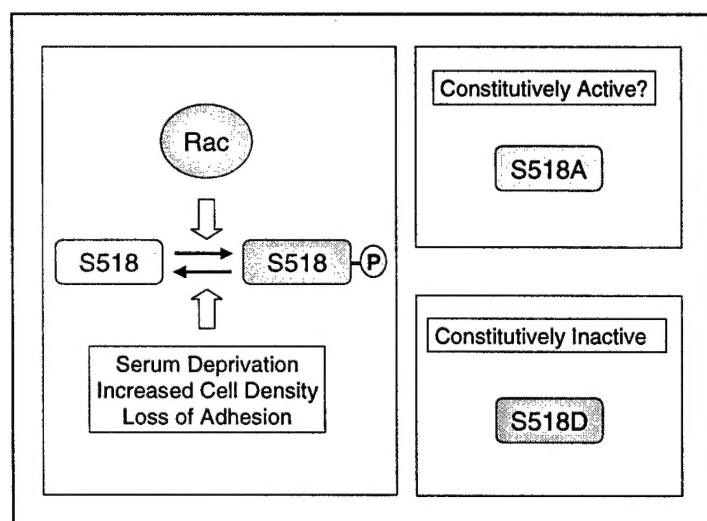 Rac
S518
S518
P
Serum Deprivation
Increased Cell Density
Loss of Adhesion
Constitutively Active?
S518A
Constitutively Inactive
S518D